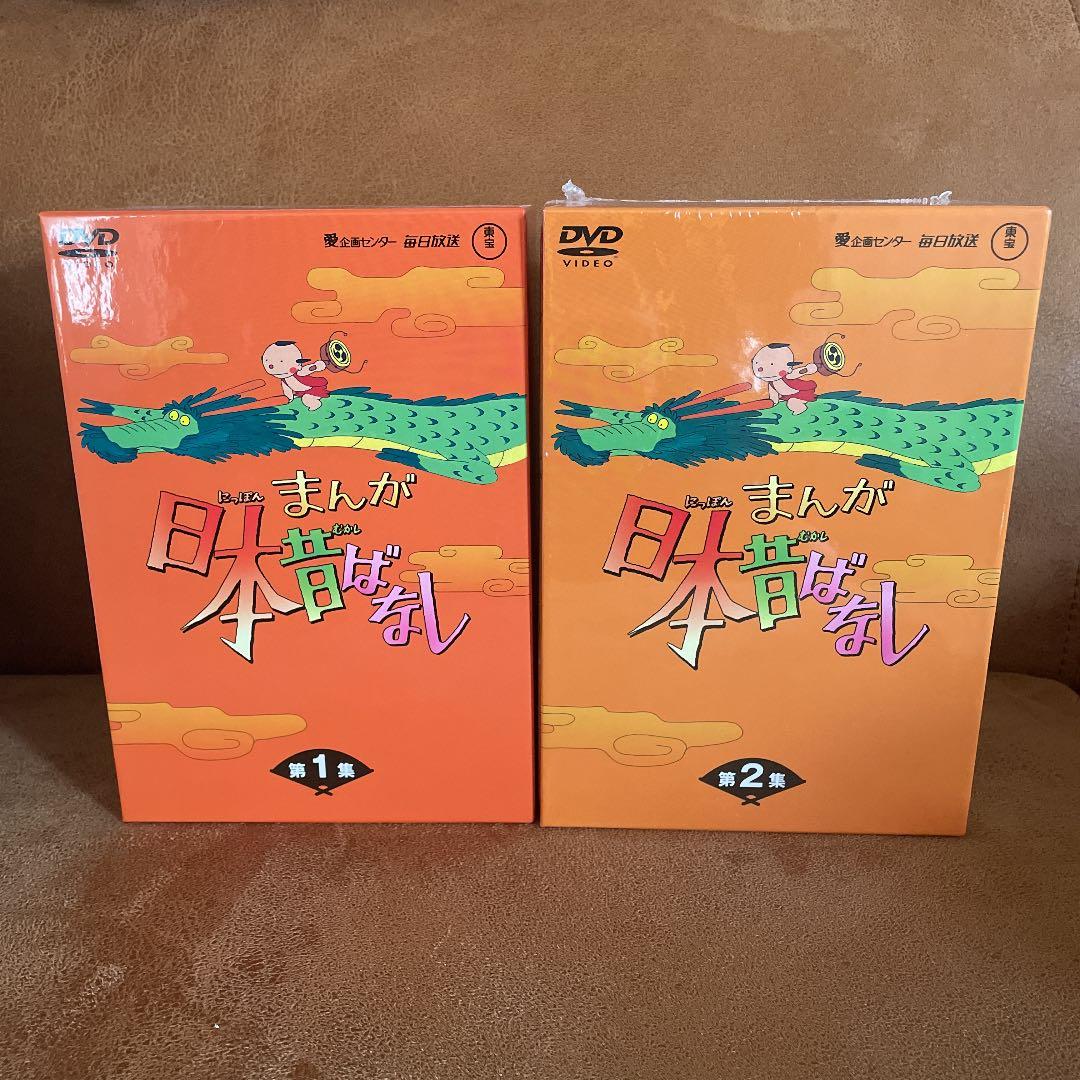 DVD
VIDEO
愛企画センター 毎日放送
東宝
まんが
にっぽん
日本
むかし
昔ばなし
第1集
DVD
VIDEO
愛企画センター 毎日放送
東宝
まんが
にっぽん
日本
むかし
昔ばなし
第2集